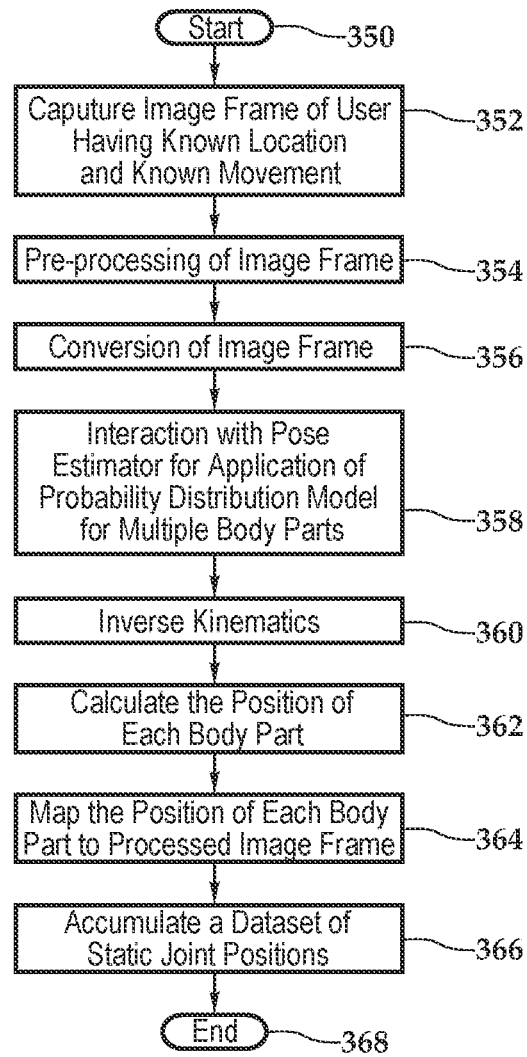 Start
350
Caputure Image Frame of User
Having Known Location
and Known Movement
352
Pre-processing of Image Frame
354
Conversion of Image Frame
356
Interaction with Pose
Estimator for Application of
Probability Distribution Model
for Multiple Body Parts
358
Inverse Kinematics
360
Calculate the Position of
Each Body Part
362
Map the Position of Each Body
Part to Processed Image Frame
364
Accumulate a Dataset of
Static Joint Positions
366
End
368